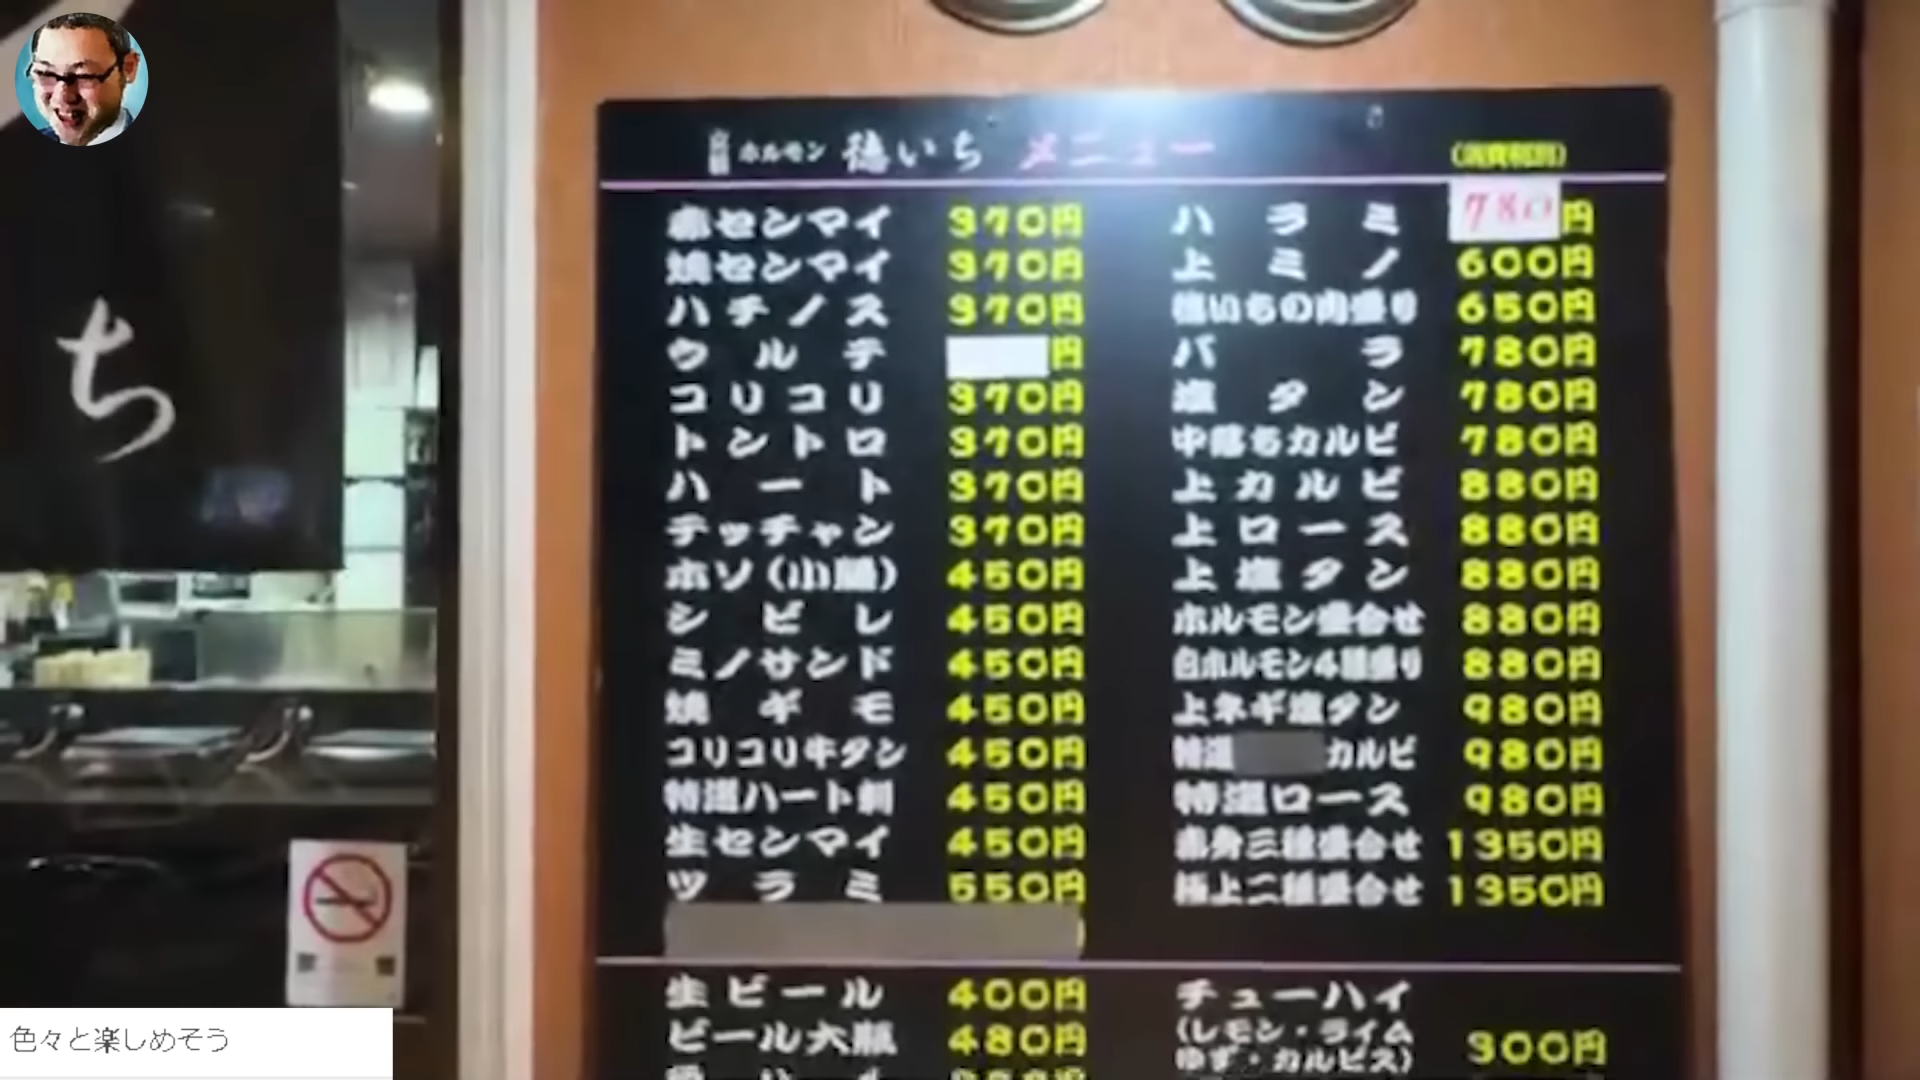 ち
ホルモン 徳いち メニュー
(消費税別)
赤センマイ 370円
焼センマイ 370円
ハチノス 370円
ウルテ 円
コリコリ 370円
トントロ 370円
ハート 370円
テッチャン 370円
ホソ(小腸) 450円
シビレ 450円
ミノサンド 450円
焼ギモ 450円
コリコリ牛タン 450円
特選ハート刺 450円
生センマイ 450円
ツラミ 550円
ハラミ 780円
上ミノ 600円
徳いちの肉盛り 650円
バラ 780円
塩タン 780円
中落ちカルビ 780円
上カルビ 880円
上ロース 880円
上塩タン 880円
ホルモン盛合せ 880円
白ホルモン4種盛り 880円
上ネギ塩タン 980円
特選 カルビ 980円
特選ロース 980円
赤身三種盛合せ 1350円
極上二種盛合せ 1350円
生ビール 400円
ビール大瓶 480円
チューハイ
(レモン・ライム
ゆず・カルピス) 300円
色々と楽しめそう